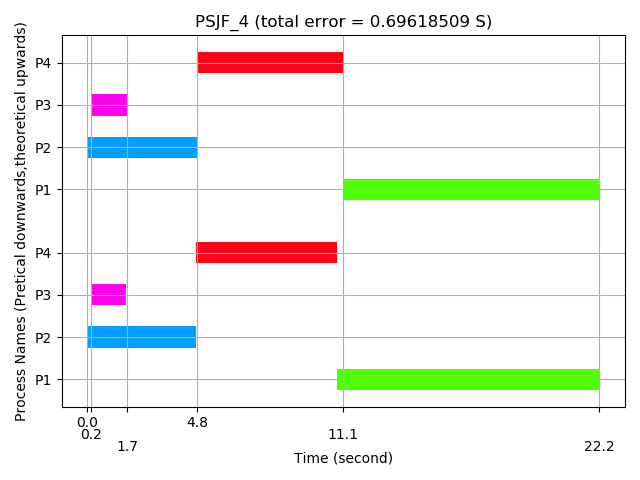 PSJF_4 (total error = 0.69618509 S)
Process Names (Pretical downwards,theoretical upwards)
P4
P3
P2
P1
P4
P3
P2
P1
0.0
0.2
1.7
4.8
11.1
22.2
Time (second)